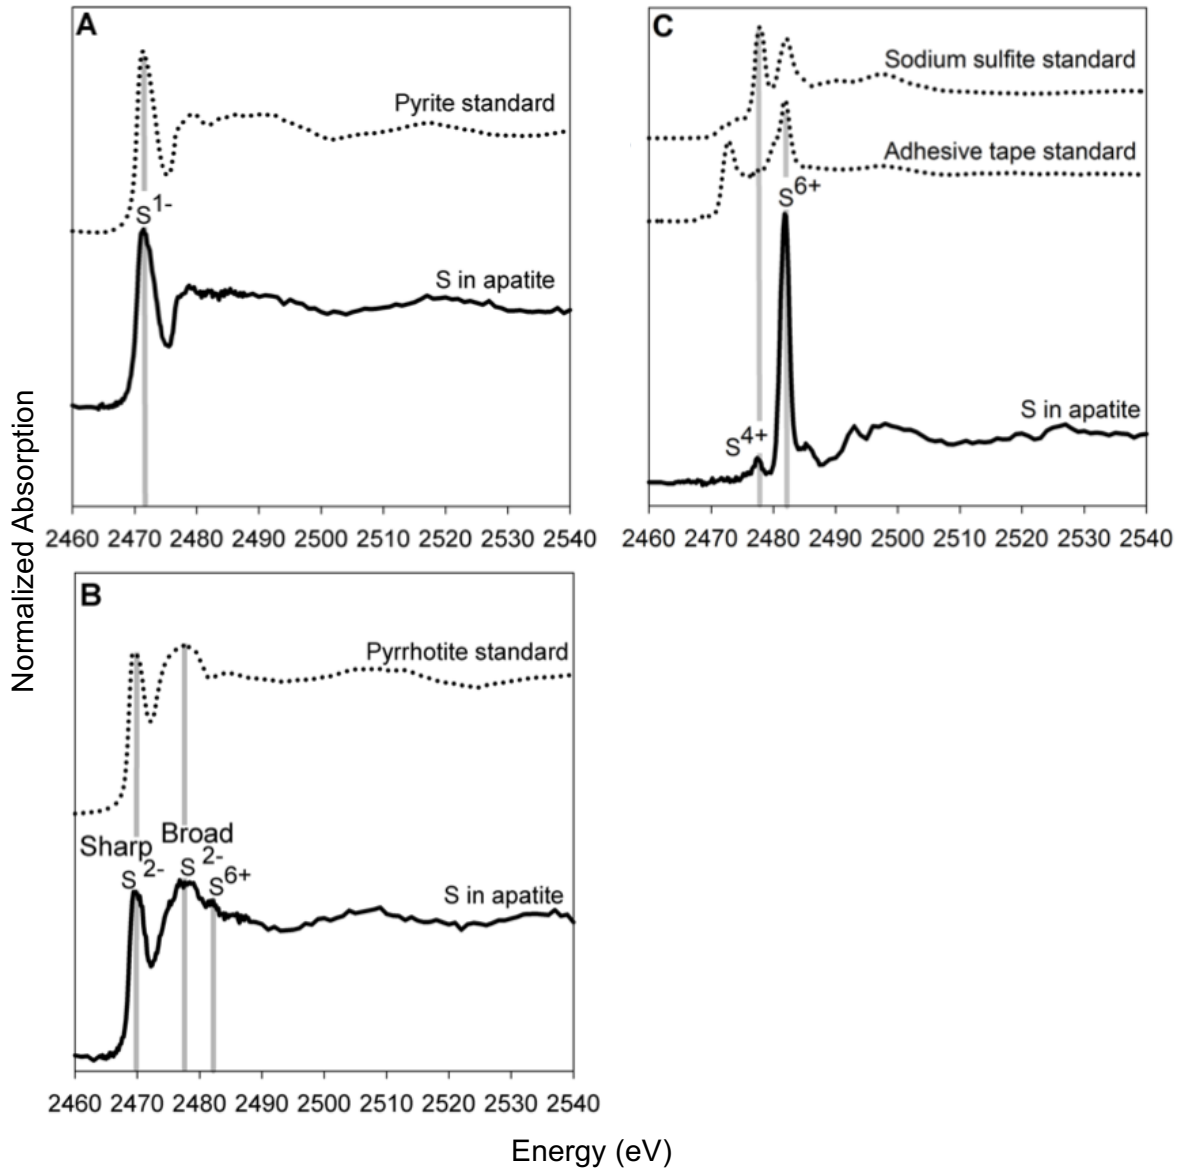 A
Pyrite standard
S1-
S in apatite
2460 2470 2480 2490 2500 2510 2520 2530 2540
C
Sodium sulfite standard
Adhesive tape standard
S6+
S in apatite
S4+
2460 2470 2480 2490 2500 2510 2520 2530 2540
Normalized Absorption
B
Pyrrhotite standard
Sharp
S2-
Broad
S2-
S6+
S in apatite
2460 2470 2480 2490 2500 2510 2520 2530 2540
Energy (eV)